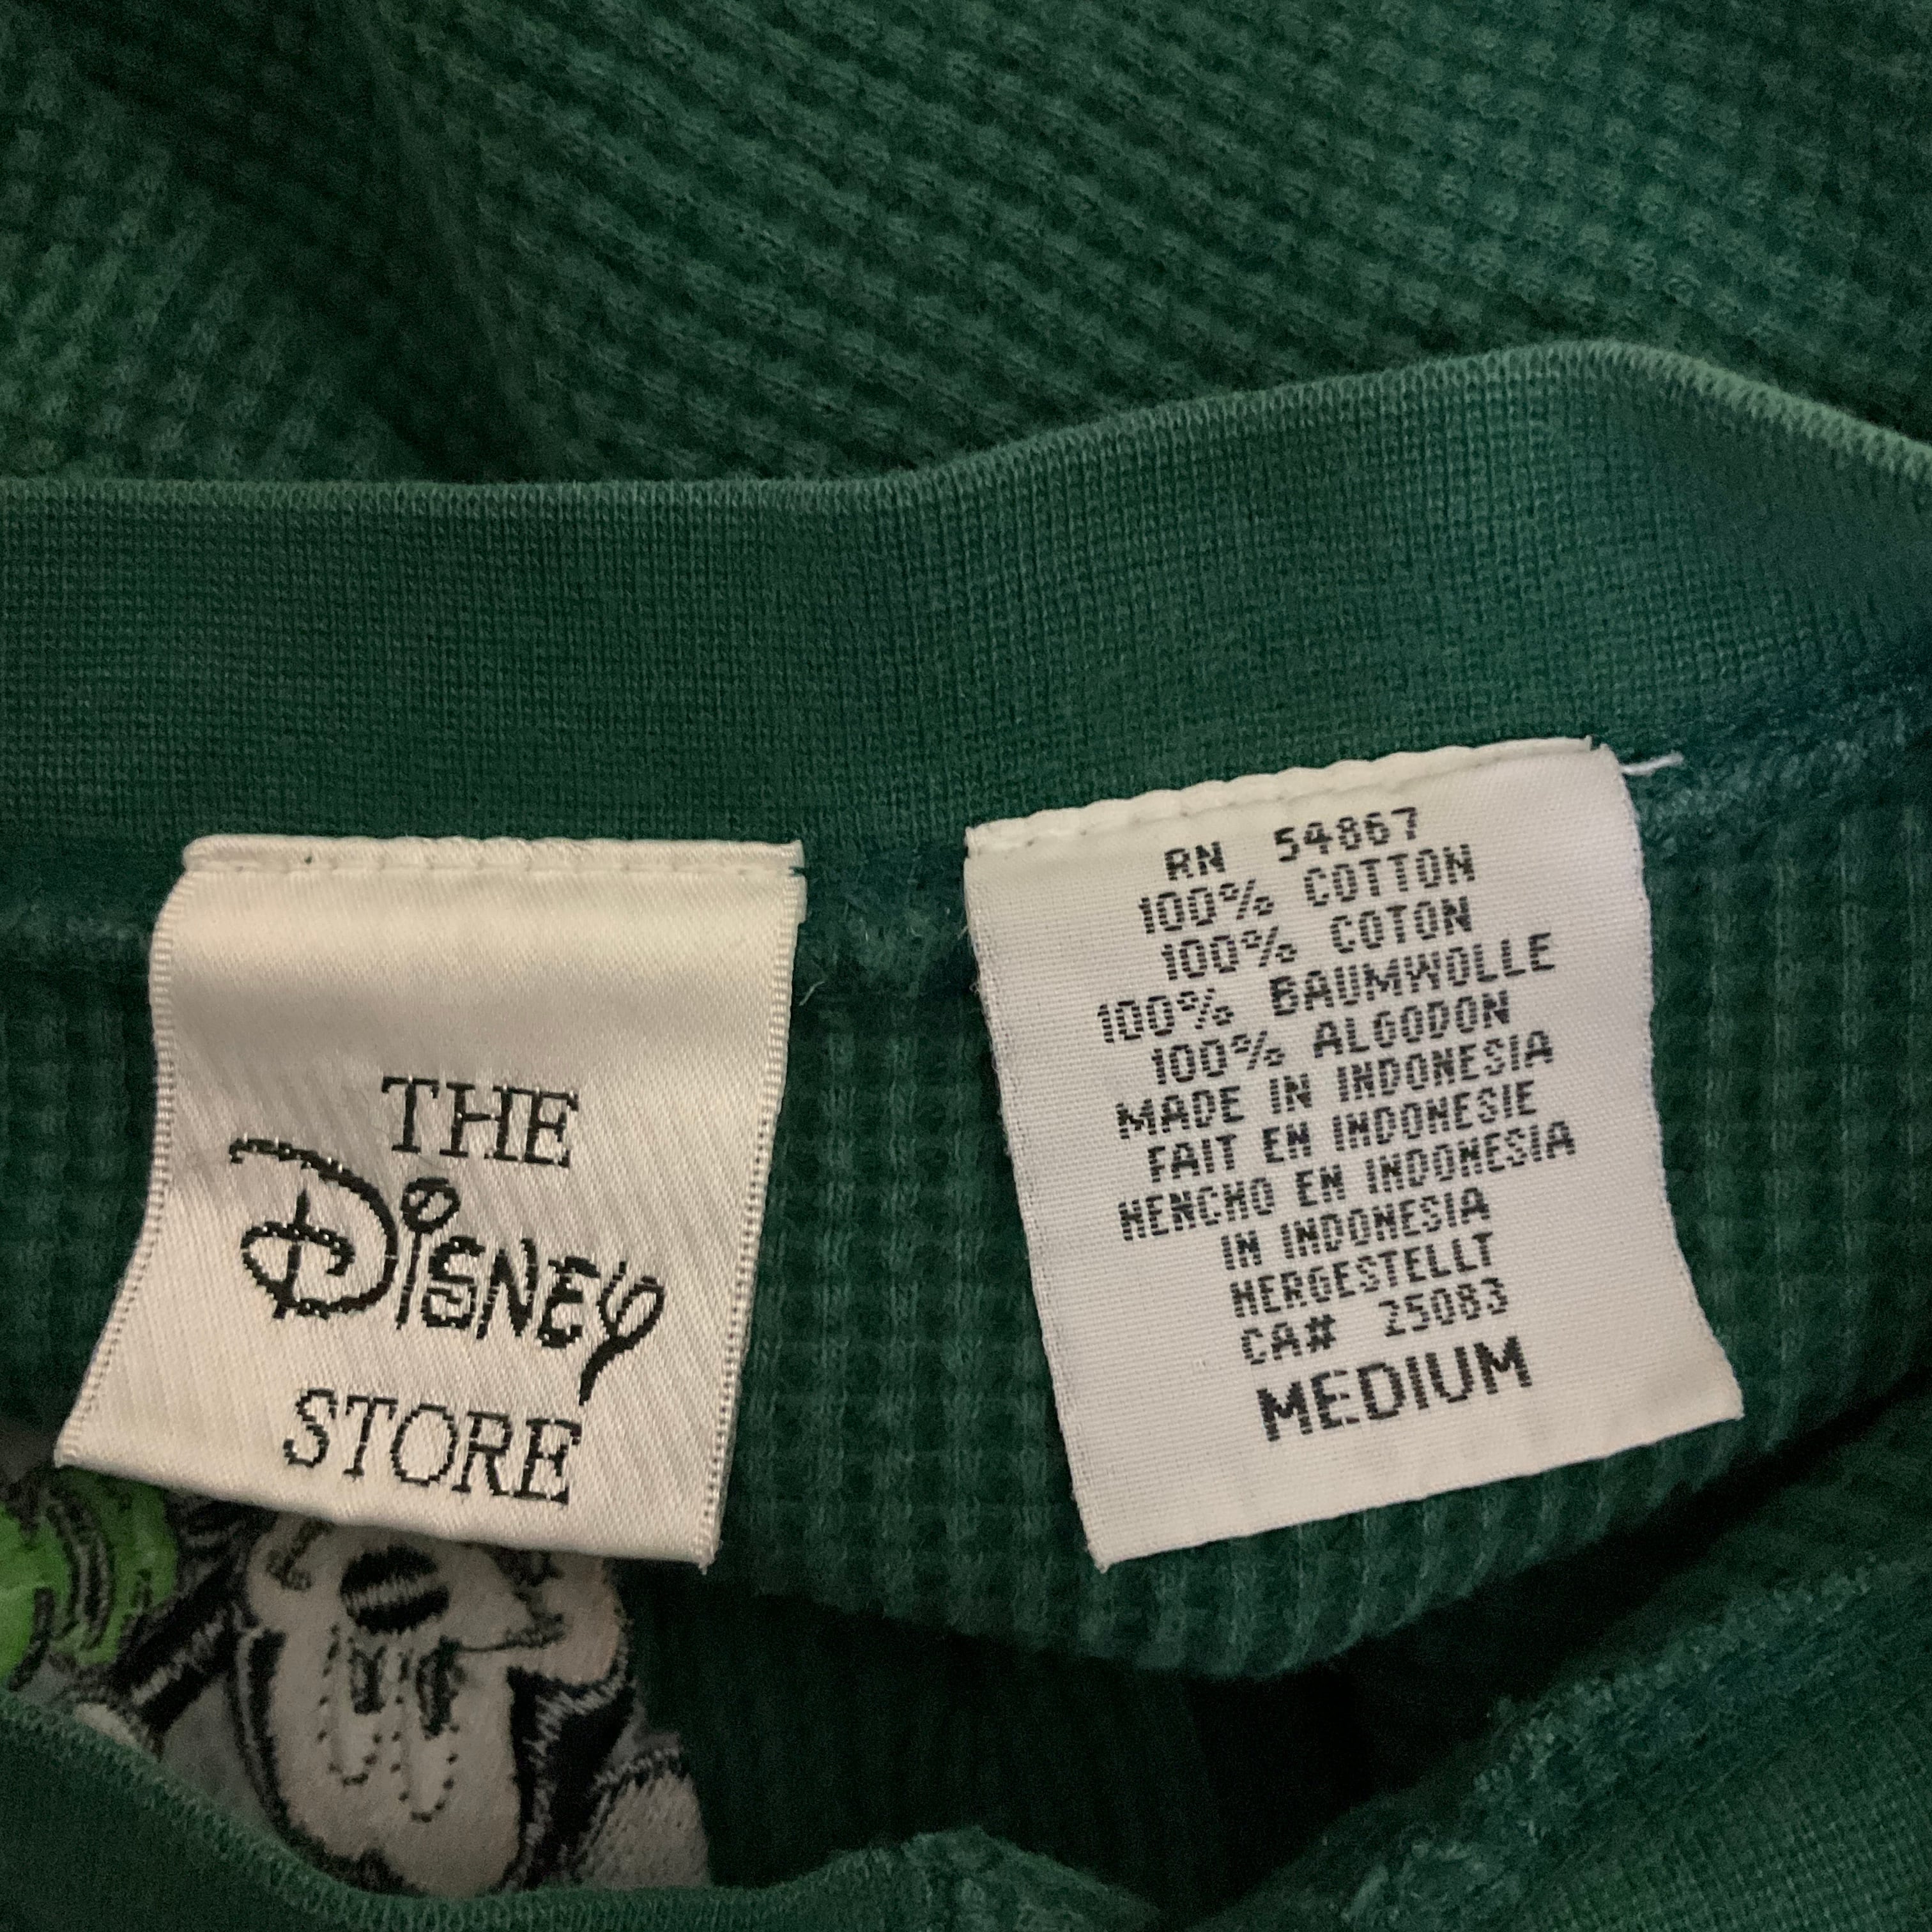 THE
DiSNEY
STORE
RN 54867
100% COTTON
100% COTON
100% BAUMWOLLE
100% ALGODON
MADE IN INDONESIA
FAIT EN INDONESIE
HENCHO EN INDONESIA
IN INDONESIA
HERGESTELLT
CA# 25083
MEDIUM